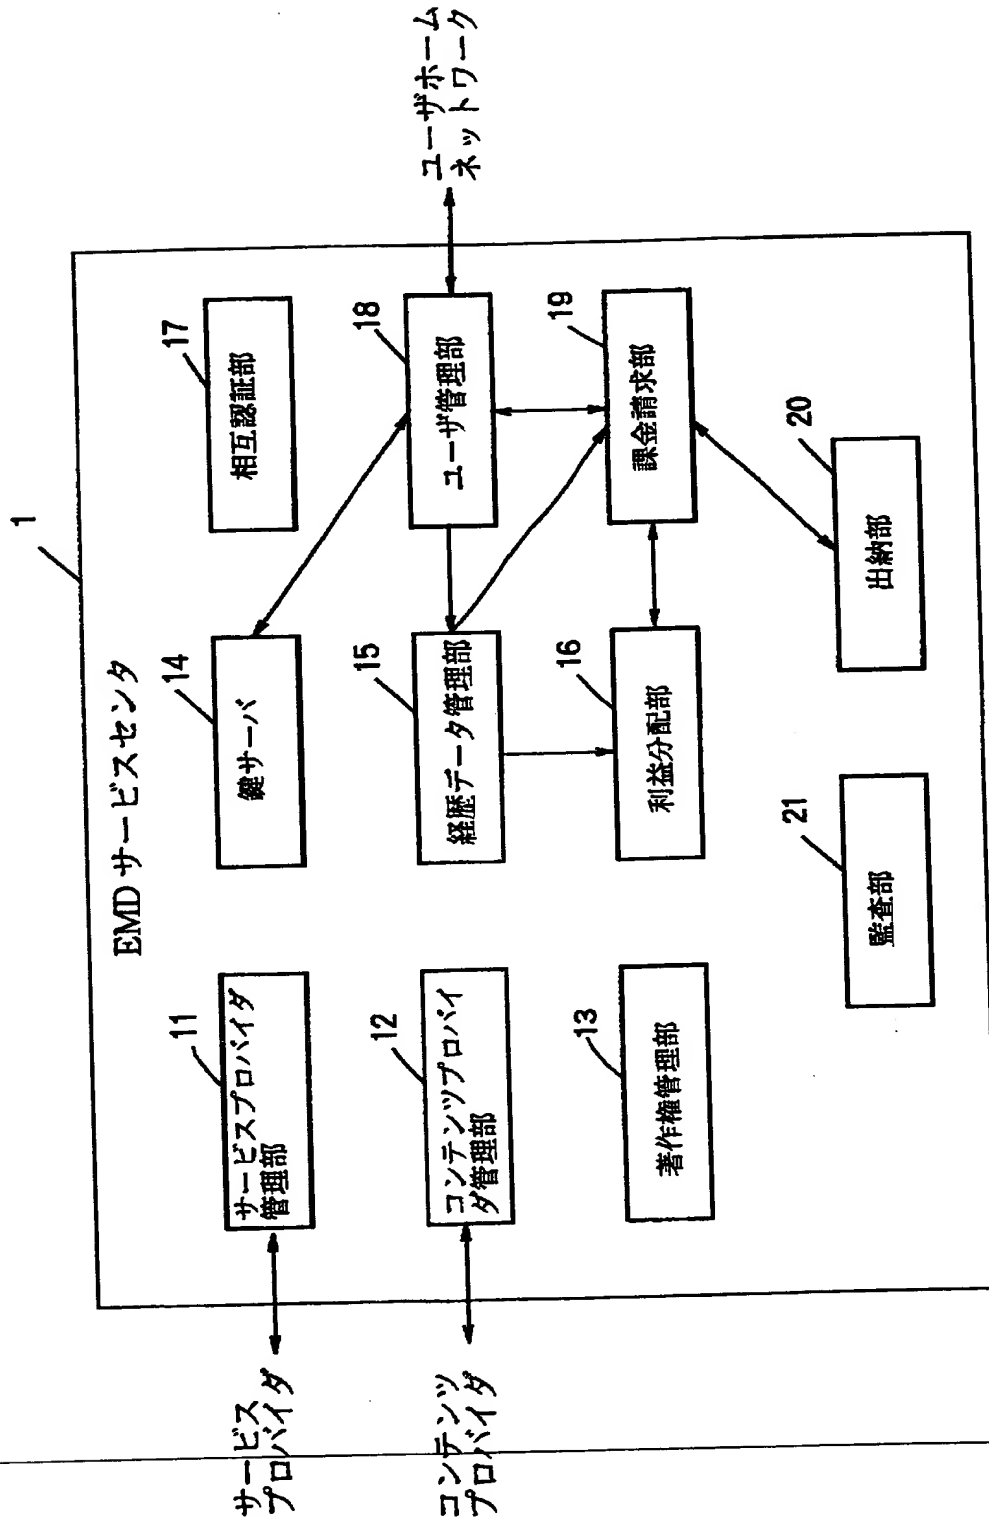 1
EMD サービスセンタ
サービス
プロバイダ
11
サービスプロバイダ
管理部
14
鍵サーバ
17
相互認証部
コンテンツ
プロバイダ
12
コンテンツプロバイ
ダ管理部
15
経歴データ管理部
18
ユーザ管理部
ユーザホーム
ネットワーク
13
著作権管理部
16
利益分配部
19
課金請求部
21
監査部
20
出納部